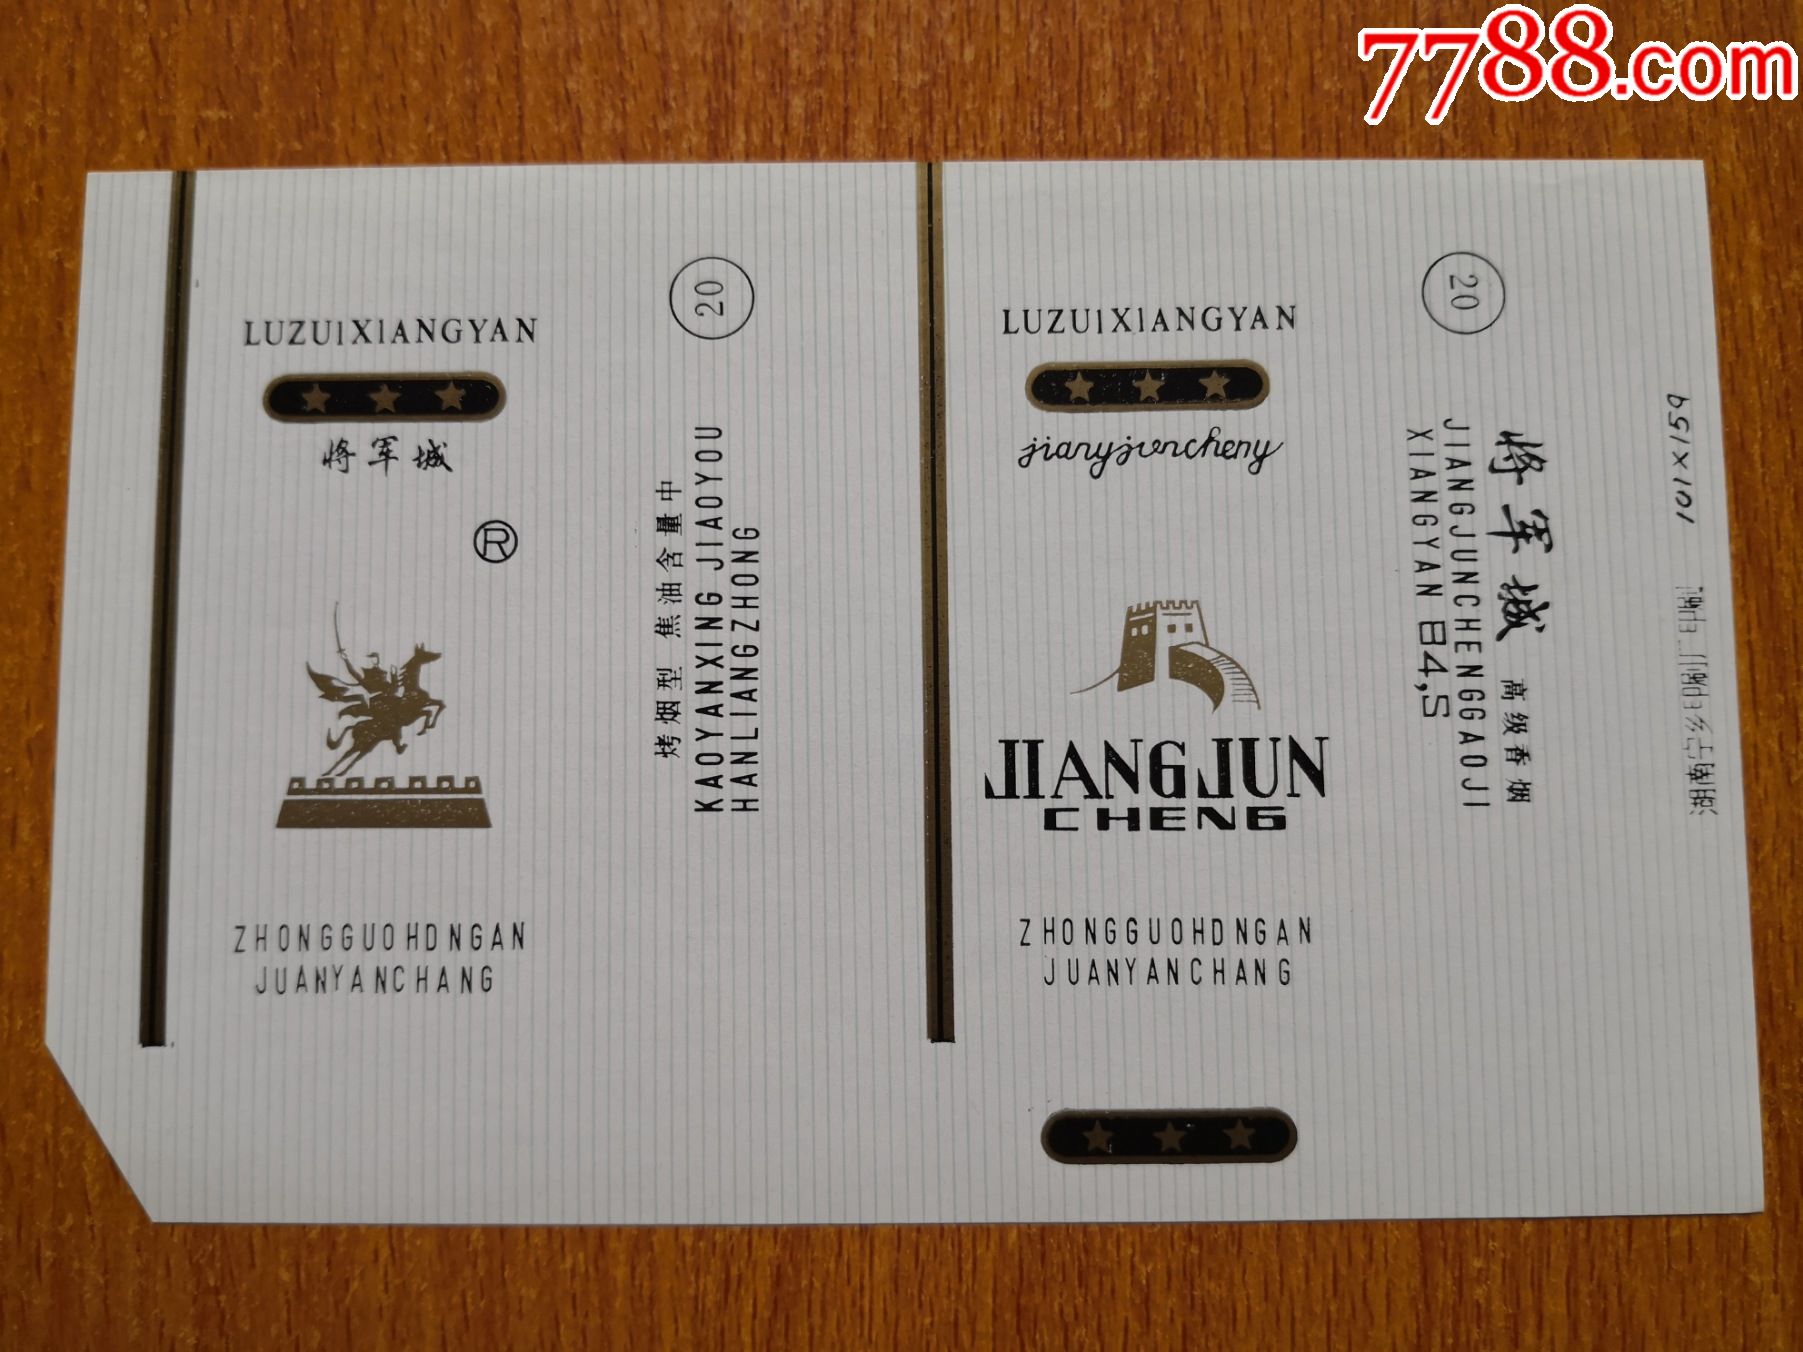 7788.com
LUZUIXIANGYAN
将军城
®
ZHONGGUOHDNGAN
JUANYANCHANG
20
烤烟型 焦油含量中
KAOYANXING JIAOYOU
HANLIANGZHONG
LUZUIXIANGYAN
jiangjuncheng
JIANGJUN
CHENG
ZHONGGUOHDNGAN
JUANYANCHANG
20
将军城 高级香烟
JIANGJUNCHENGGAOJI
XIANGYAN 84,S
101×159